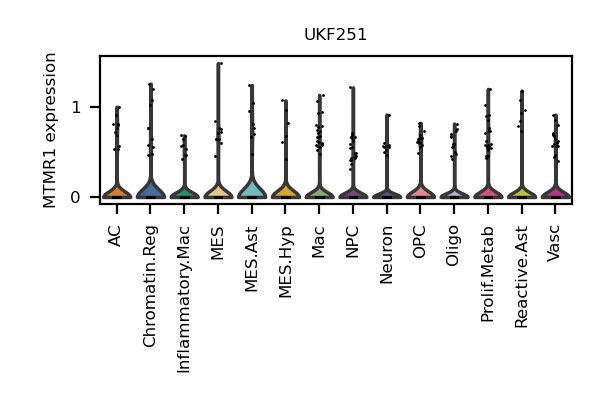 UKF251
MTMR1 expression
1
0
AC
Chromatin.Reg
Inflammatory.Mac
MES
MES.Ast
MES.Hyp
Mac
NPC
Neuron
OPC
Oligo
Prolif.Metab
Reactive.Ast
Vasc